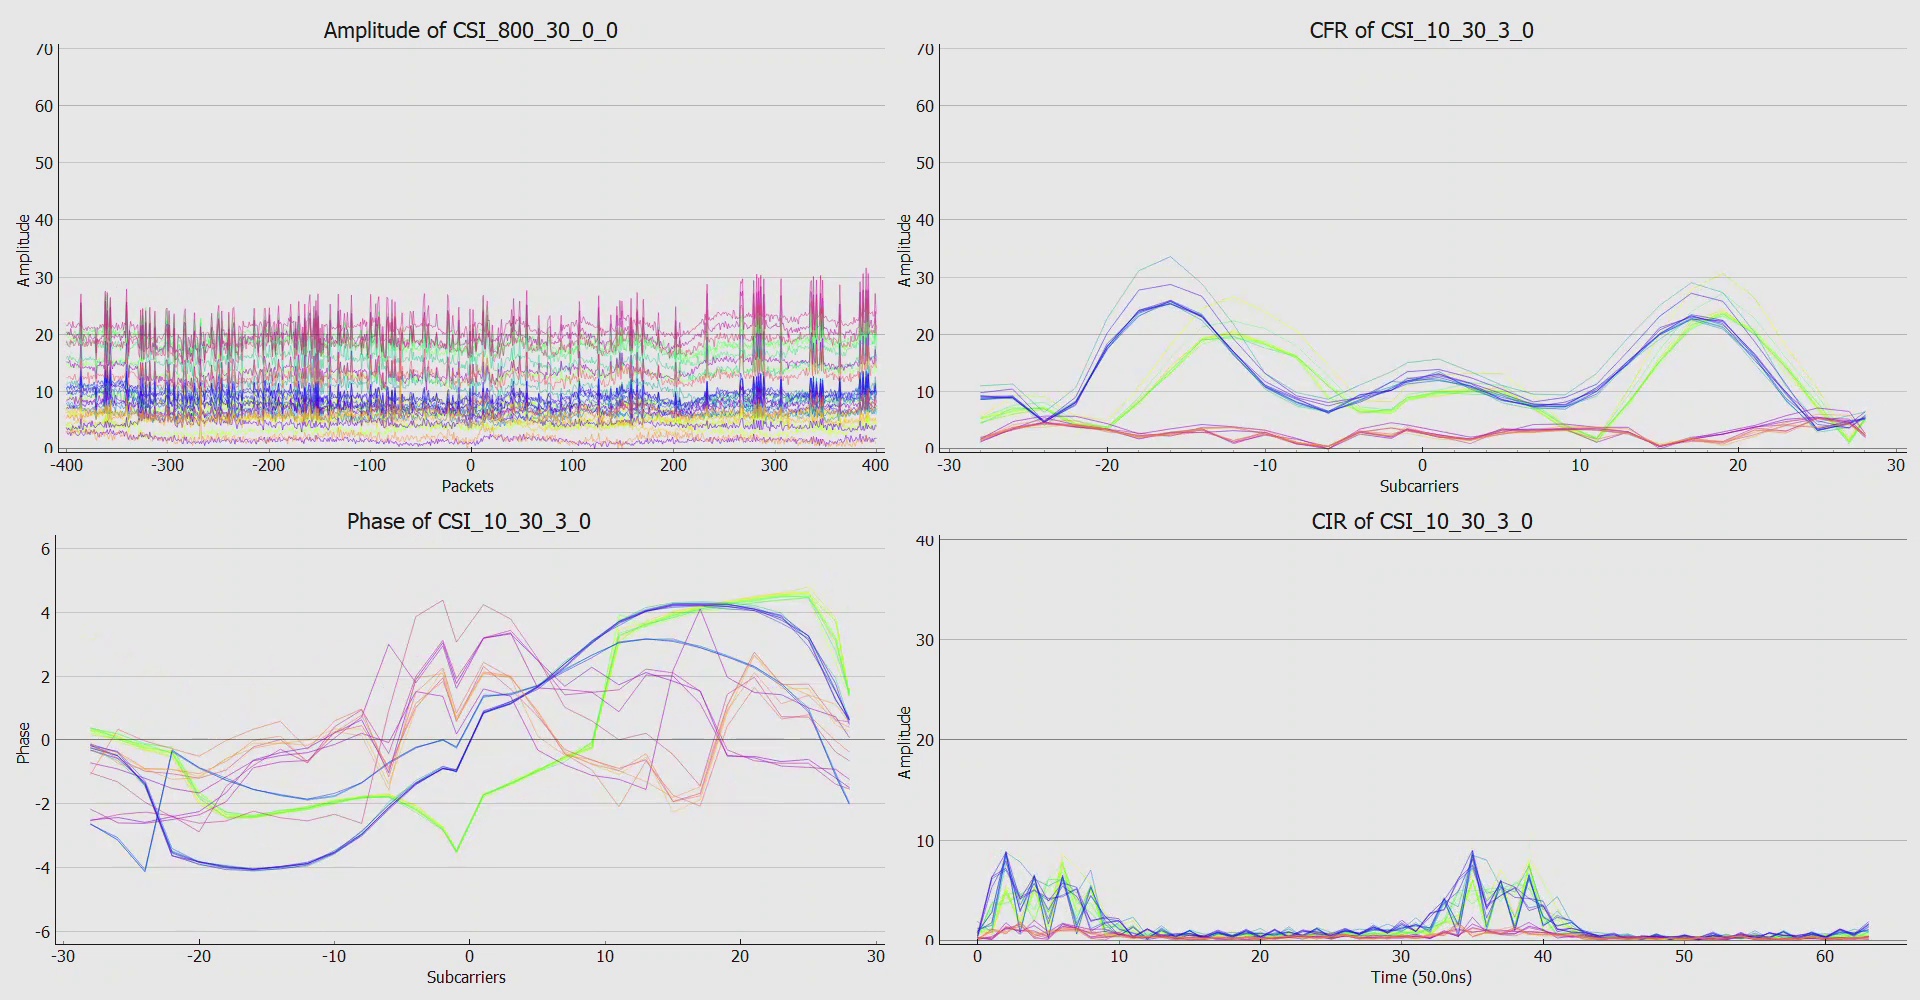 Amplitude of CSI_800_30_0_0
70
60
50
40
30
20
10
0
Amplitude
-400 -300 -200 -100 0 100 200 300 400
Packets
CFR of CSI_10_30_3_0
70
60
50
40
30
20
10
0
Amplitude
-30 -20 -10 0 10 20 30
Subcarriers
Phase of CSI_10_30_3_0
6
4
2
0
-2
-4
-6
Phase
-30 -20 -10 0 10 20 30
Subcarriers
CIR of CSI_10_30_3_0
40
30
20
10
0
Amplitude
0 10 20 30 40 50 60
Time (50.0ns)